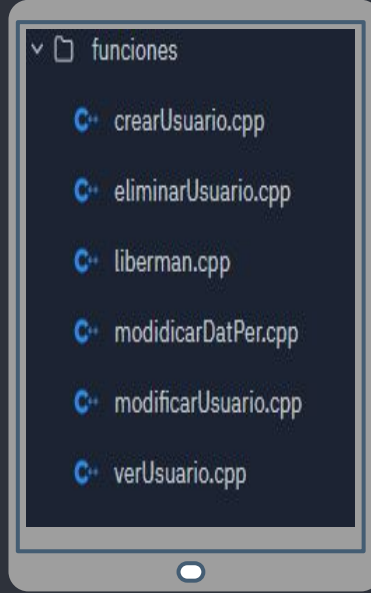 funciones
C++ crearUsuario.cpp
C++ eliminarUsuario.cpp
C++ liberman.cpp
C++ modidicarDatPer.cpp
C++ modificarUsuario.cpp
C++ verUsuario.cpp